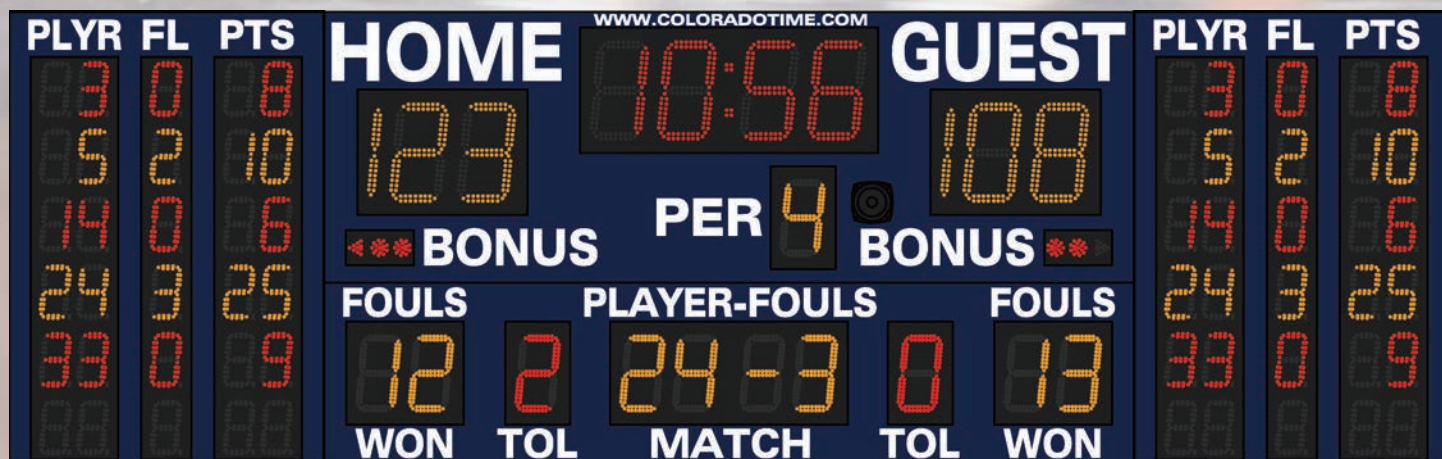 WWW.COLORADOTIME.COM
PLYR FL PTS
3 0 8
5 2 10
14 0 6
24 3 25
33 0 9
HOME 10:56 GUEST
123 108
PER 4
BONUS BONUS
FOULS PLAYER-FOULS FOULS
12 2 24-3 0 13
WON TOL MATCH TOL WON
PLYR FL PTS
3 0 8
5 2 10
14 0 6
24 3 25
33 0 9